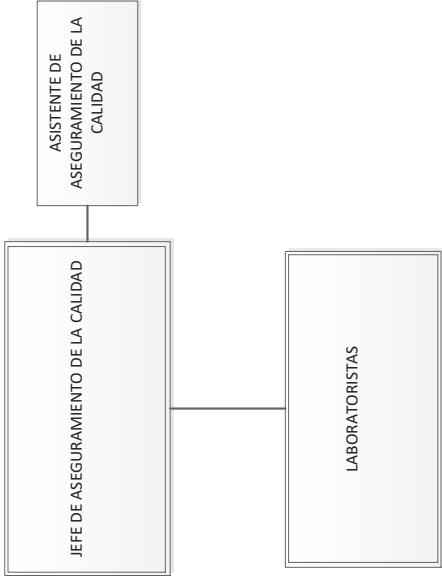 JEFE DE ASEGURAMIENTO DE LA CALIDAD
ASISTENTE DE
ASEGURAMIENTO DE LA
CALIDAD
LABORATORISTAS